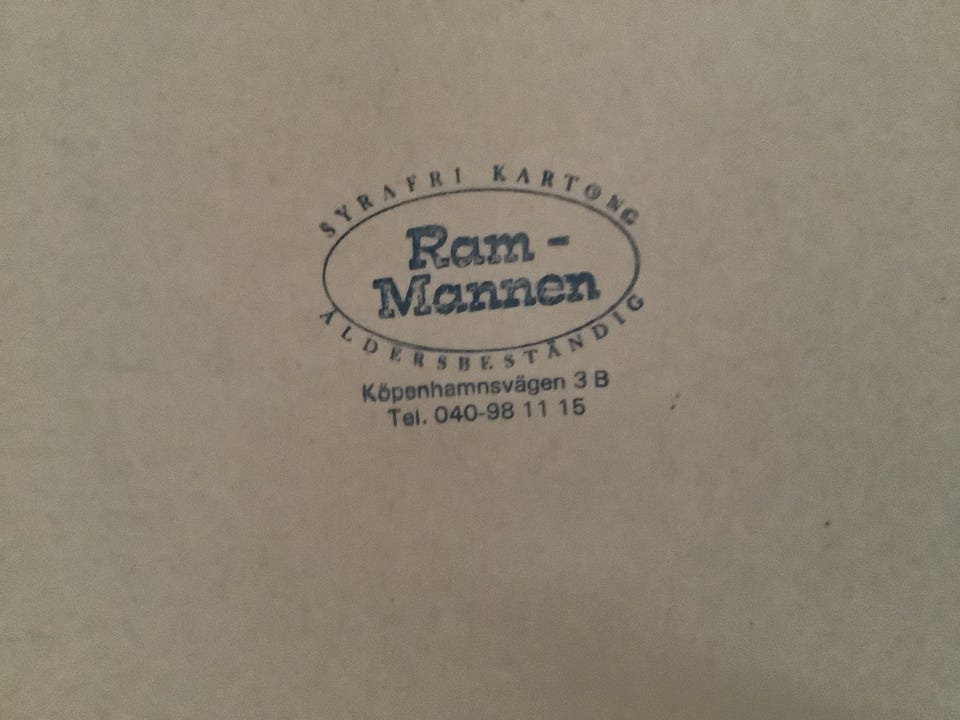 SYRAFRI KARTONG
Ram-
Mannen
ÅLDERSBESTÄNDIG
Köpenhamnsvägen 3 B
Tel. 040-98 11 15